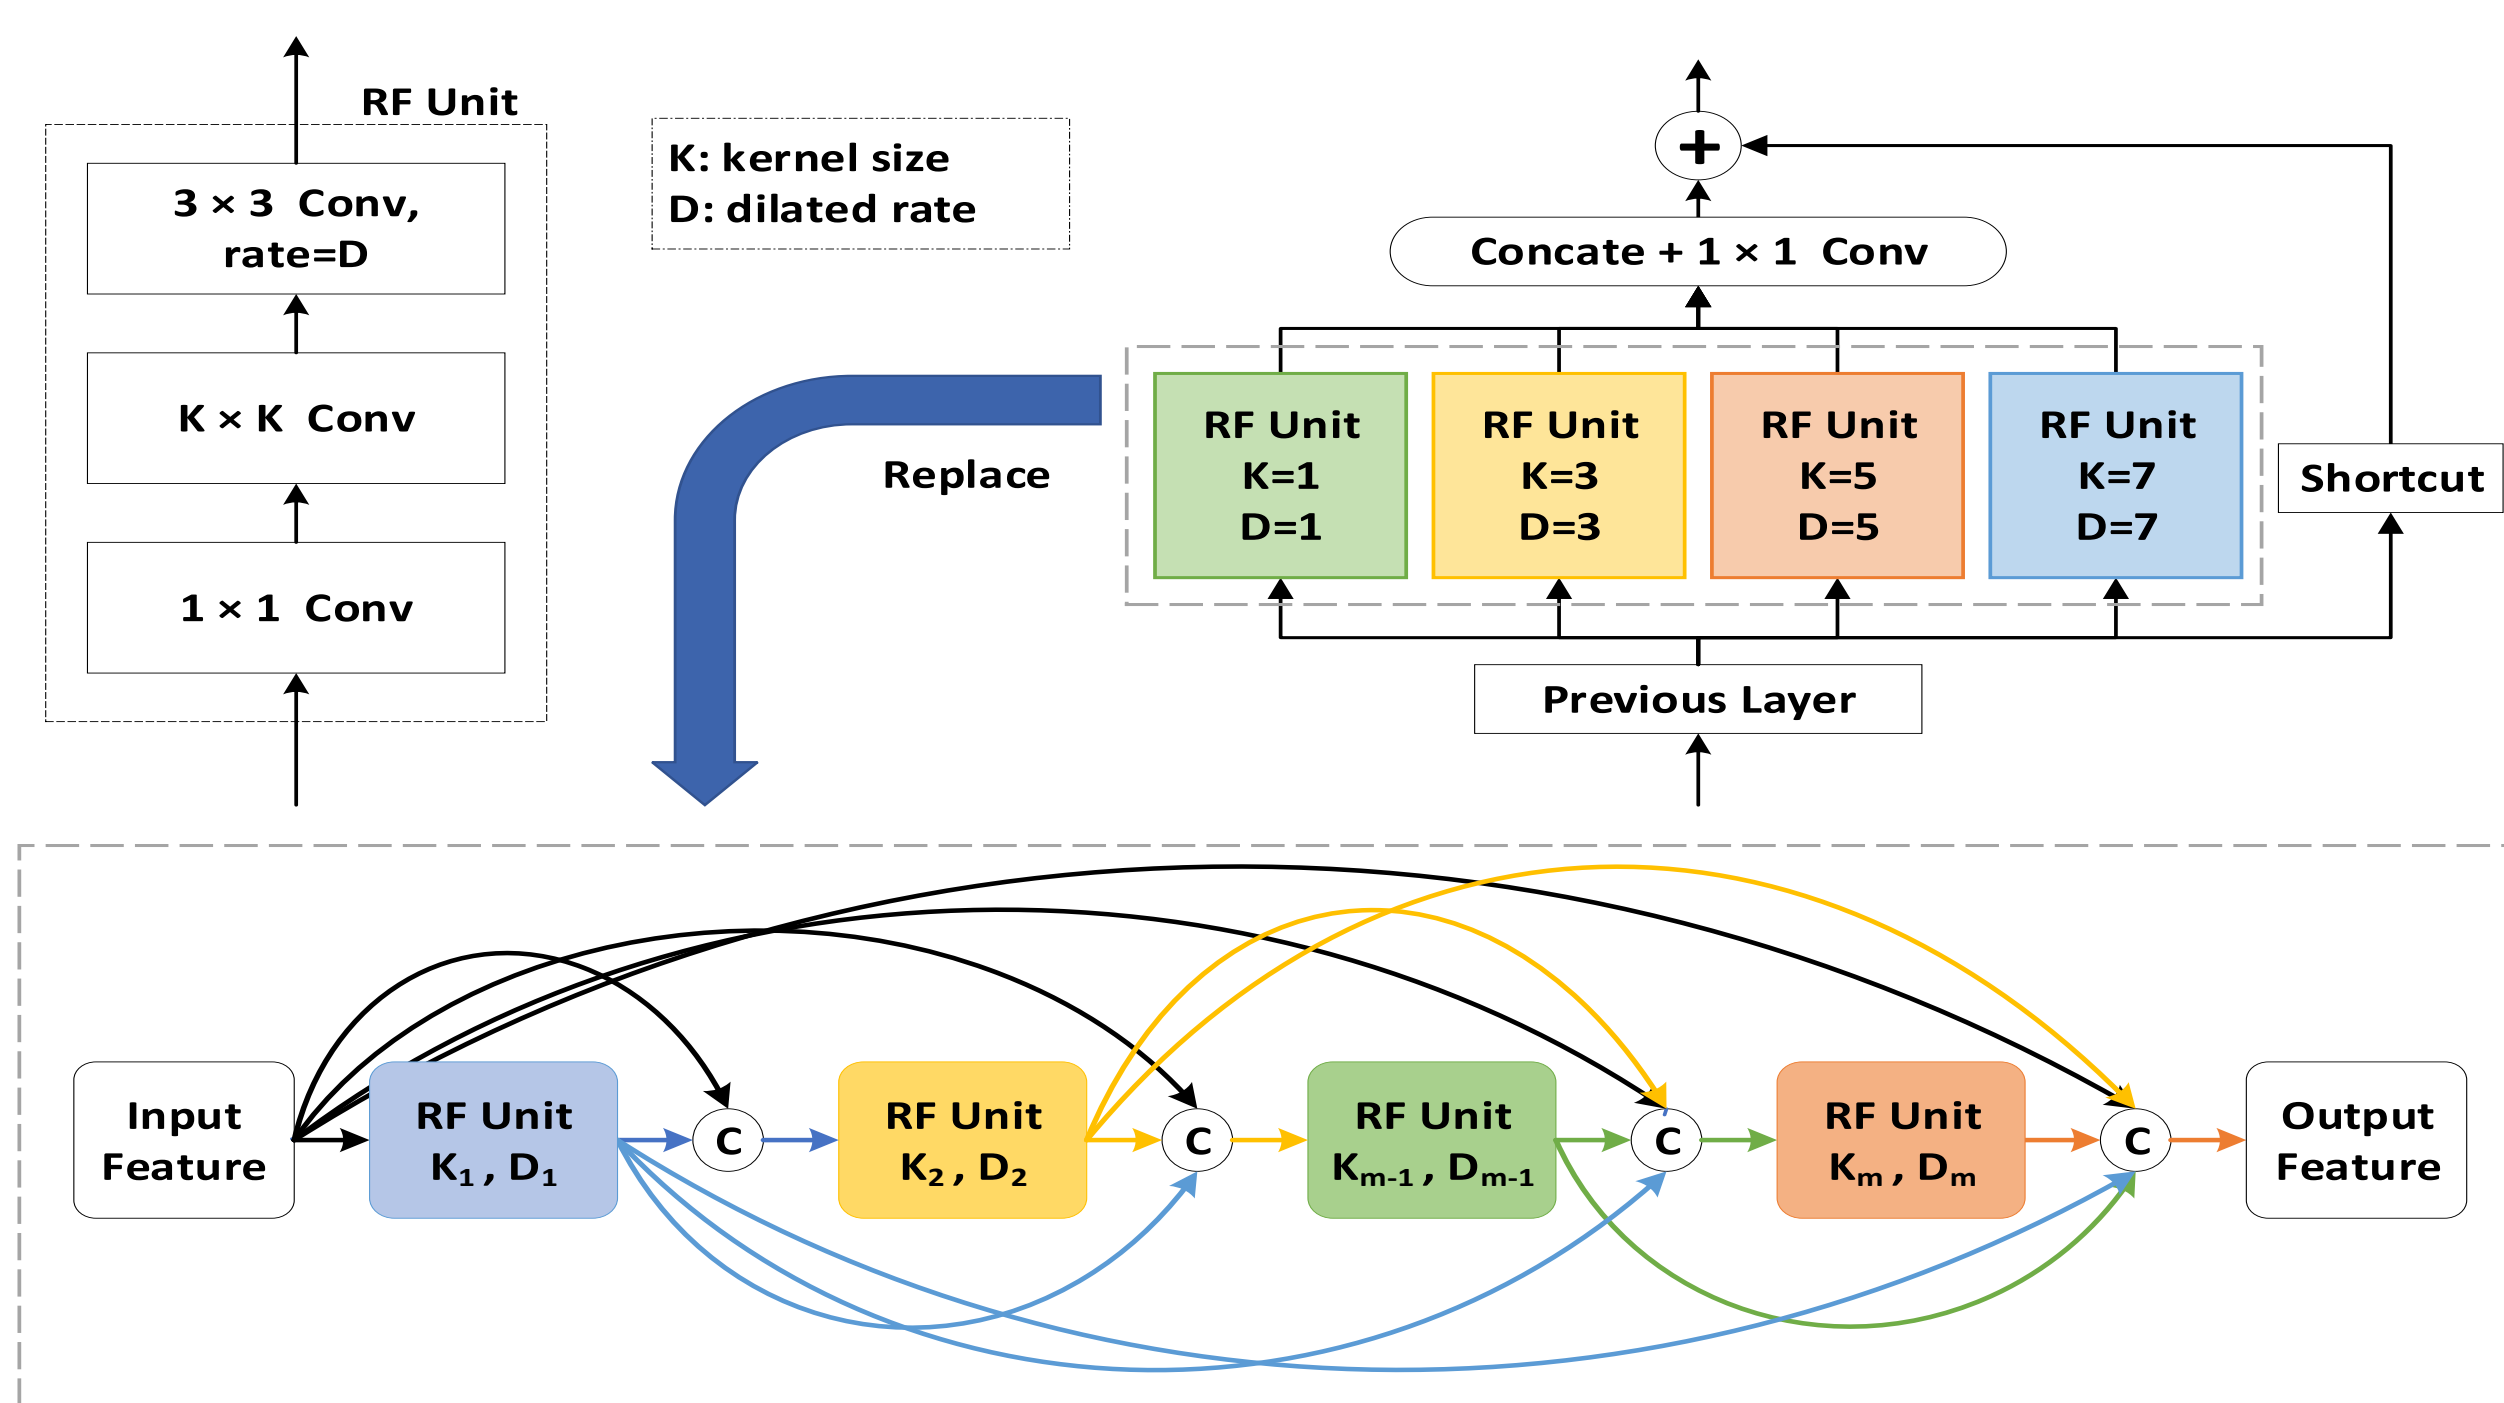 RF Unit
3 × 3 Conv,
rate=D
K × K Conv
1 × 1 Conv
K: kernel size
D: dilated rate
Replace
+
Concate + 1 × 1 Conv
RF Unit
K=1
D=1
RF Unit
K=3
D=3
RF Unit
K=5
D=5
RF Unit
K=7
D=7
Shortcut
Previous Layer
Input
Feature
RF Unit
K₁ , D₁
C
RF Unit
K₂ , D₂
C
RF Unit
Kₘ₋₁ , Dₘ₋₁
C
RF Unit
Kₘ , Dₘ
C
Output
Feature